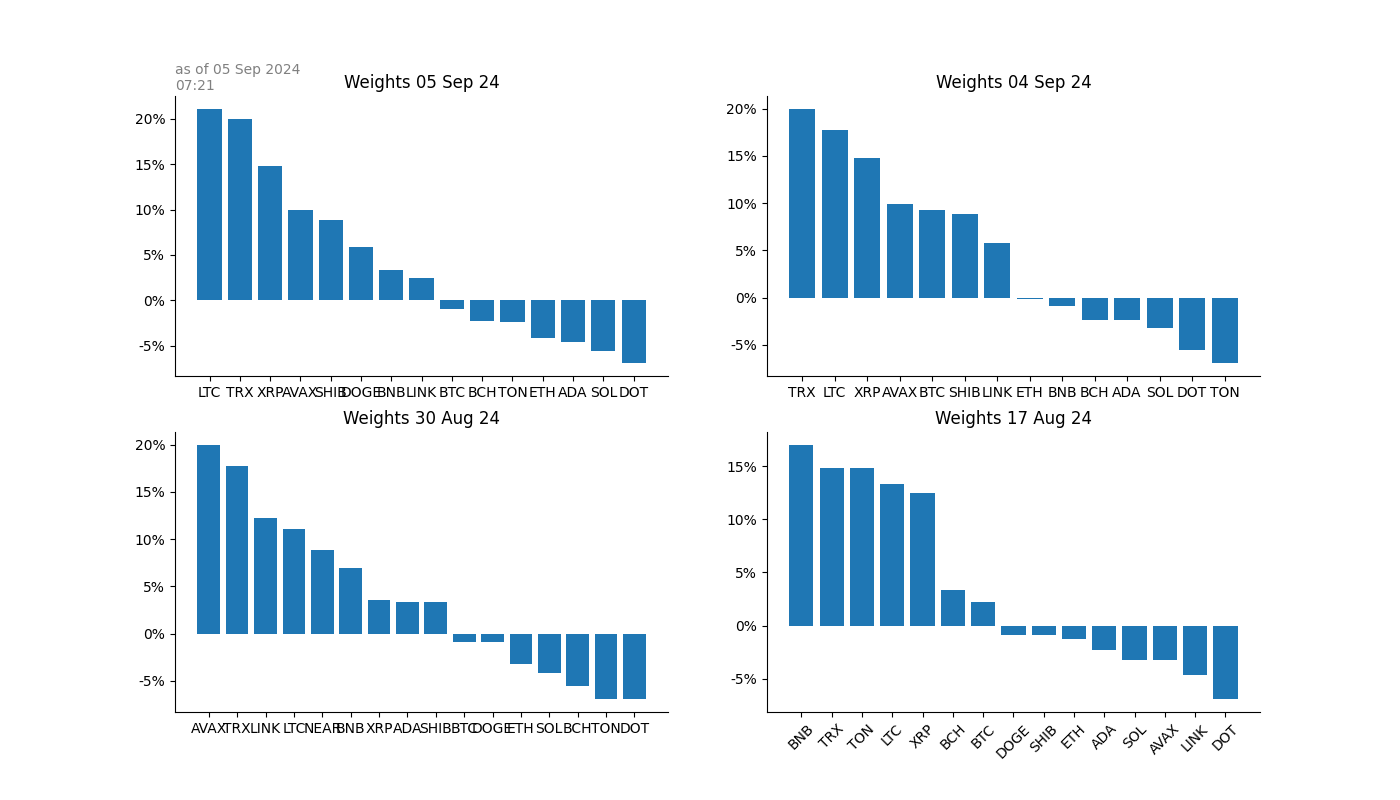 as of 05 Sep 2024
07:21
Weights 05 Sep 24
20%
15%
10%
5%
0%
-5%
LTC TRX XRP AVAX SHIB DOGE BNB LINK BTC BCH TON ETH ADA SOL DOT
Weights 04 Sep 24
20%
15%
10%
5%
0%
-5%
TRX LTC XRP AVAX BTC SHIB LINK ETH BNB BCH ADA SOL DOT TON
Weights 30 Aug 24
20%
15%
10%
5%
0%
-5%
AVAX TRX LINK LTC NEAR BNB XRP ADA SHIB BTC DOGE ETH SOL BCH TON DOT
Weights 17 Aug 24
15%
10%
5%
0%
-5%
BNB TRX TON LTC XRP BCH BTC DOGE SHIB ETH ADA SOL AVAX LINK DOT